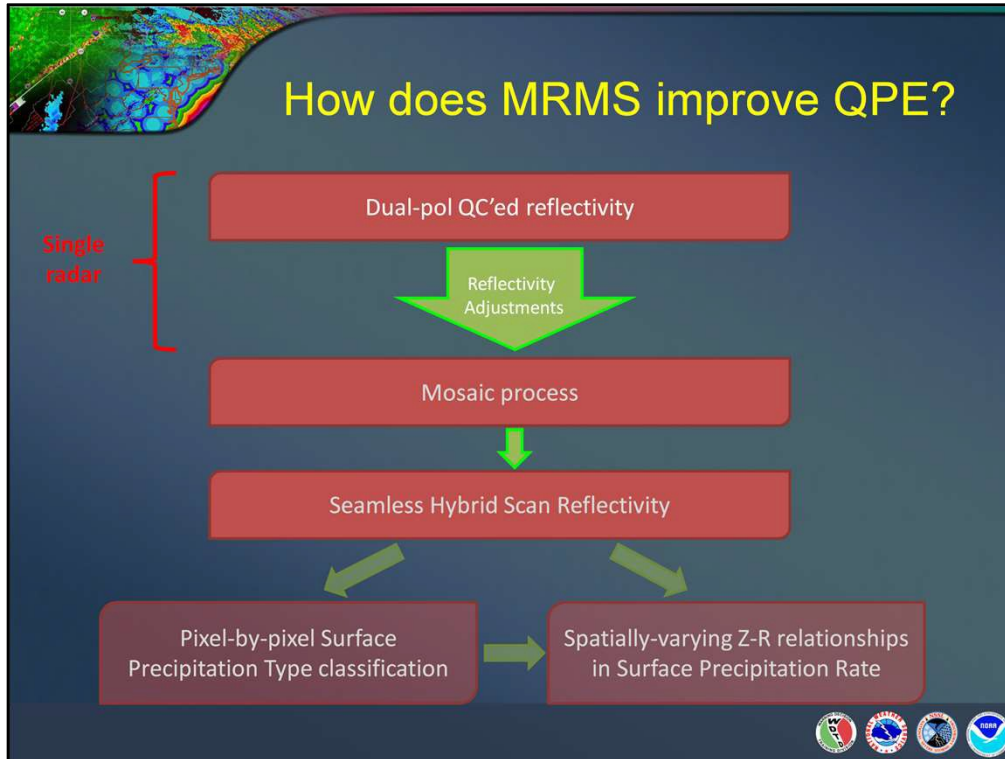 How does MRMS improve QPE?
Dual-pol QC’ed reflectivity
Single
radar
Reflectivity
Adjustments
Mosaic process
Seamless Hybrid Scan Reflectivity
Pixel-by-pixel Surface
Precipitation Type classification
Spatially-varying Z-R relationships
in Surface Precipitation Rate
NOAA